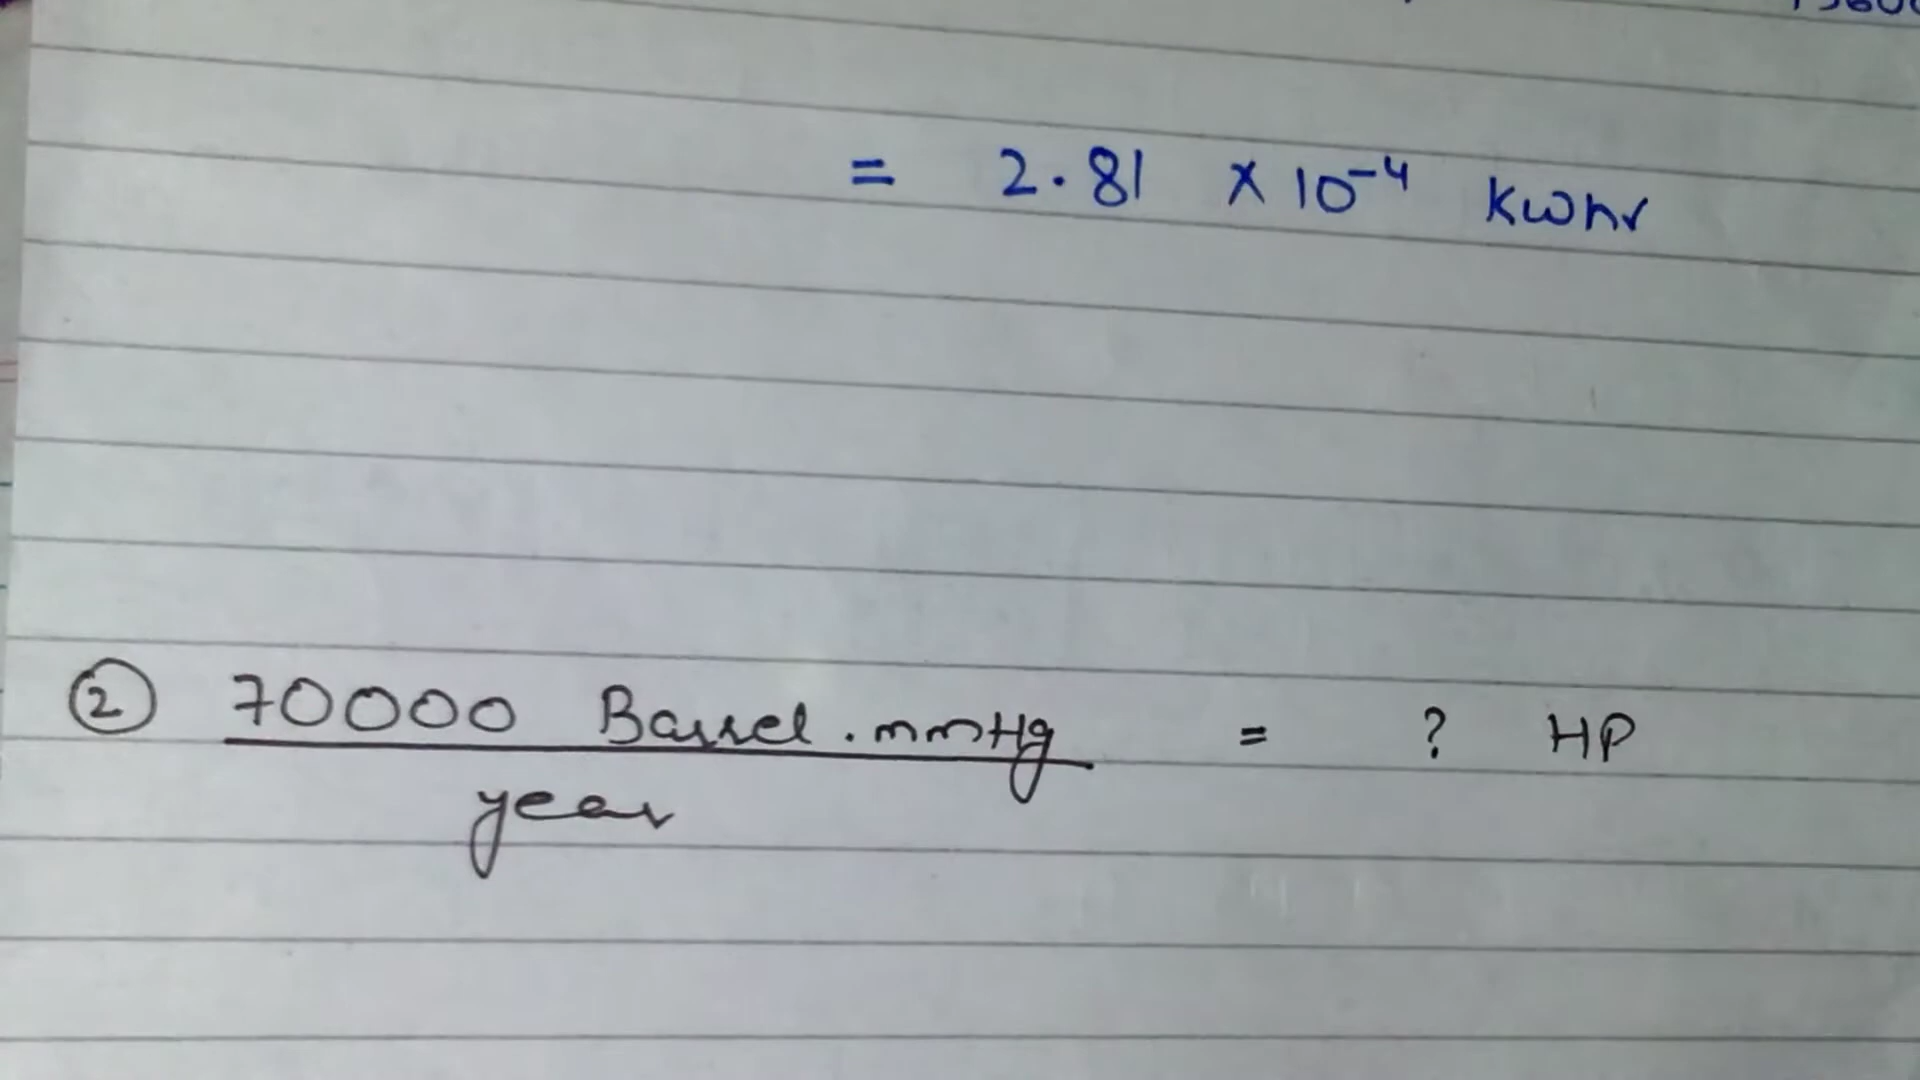 = 2.81 × 10⁻⁴ kwhr
② 70000 Barrel . mmHg = ? HP
year